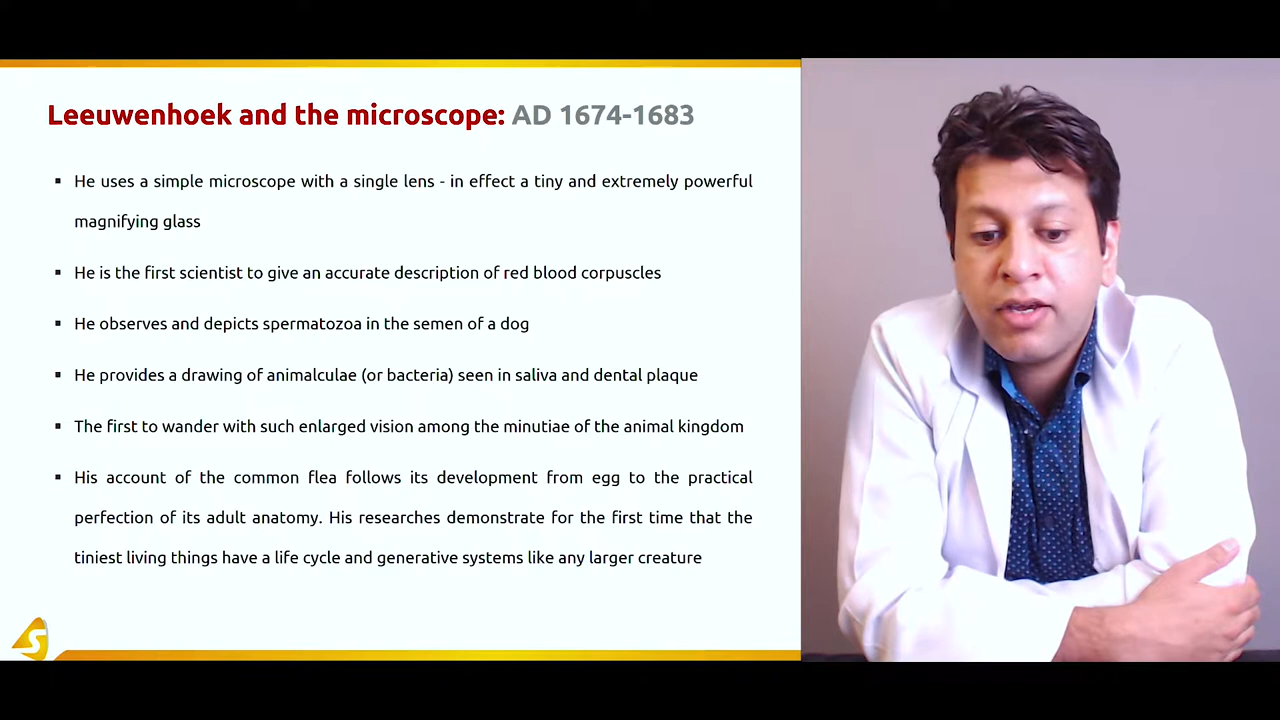 Leeuwenhoek and the microscope: AD 1674-1683
▪ He uses a simple microscope with a single lens - in effect a tiny and extremely powerful
magnifying glass
▪ He is the first scientist to give an accurate description of red blood corpuscles
▪ He observes and depicts spermatozoa in the semen of a dog
▪ He provides a drawing of animalculae (or bacteria) seen in saliva and dental plaque
▪ The first to wander with such enlarged vision among the minutiae of the animal kingdom
▪ His account of the common flea follows its development from egg to the practical
perfection of its adult anatomy. His researches demonstrate for the first time that the
tiniest living things have a life cycle and generative systems like any larger creature
S